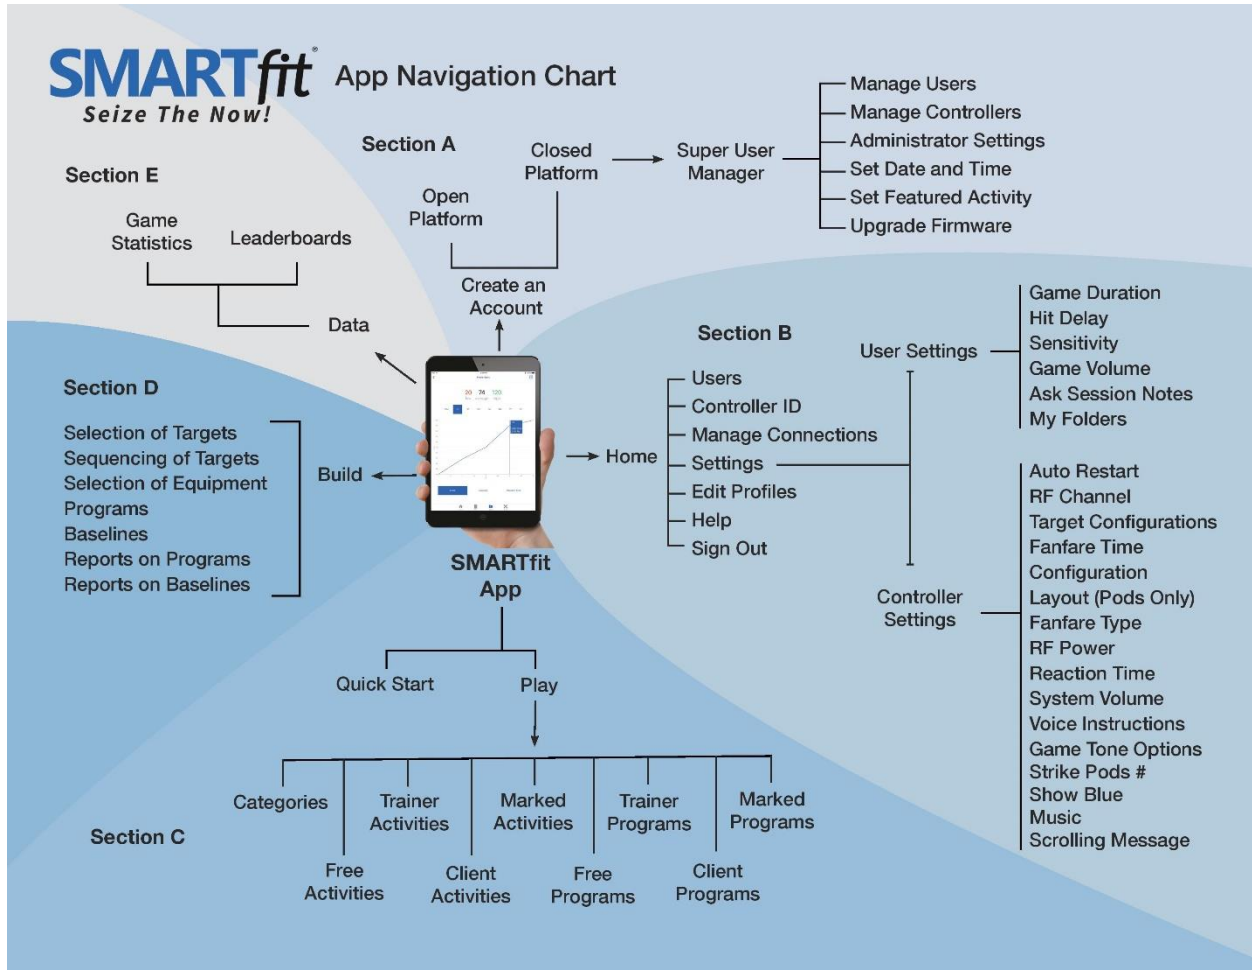 SMARTfit®
Seize The Now!
App Navigation Chart
Section A
Open
Platform
Closed
Platform
Create an
Account
Super User
Manager
Manage Users
Manage Controllers
Administrator Settings
Set Date and Time
Set Featured Activity
Upgrade Firmware
Section E
Game
Statistics
Leaderboards
Data
Section B
Home
Users
Controller ID
Manage Connections
Settings
Edit Profiles
Help
Sign Out
User Settings
Game Duration
Hit Delay
Sensitivity
Game Volume
Ask Session Notes
My Folders
Controller
Settings
Auto Restart
RF Channel
Target Configurations
Fanfare Time
Configuration
Layout (Pods Only)
Fanfare Type
RF Power
Reaction Time
System Volume
Voice Instructions
Game Tone Options
Strike Pods #
Show Blue
Music
Scrolling Message
Section D
Selection of Targets
Sequencing of Targets
Selection of Equipment
Programs
Baselines
Reports on Programs
Reports on Baselines
Build
SMARTfit
App
Quick Start
Play
Section C
Categories
Free
Activities
Trainer
Activities
Client
Activities
Marked
Activities
Free
Programs
Trainer
Programs
Client
Programs
Marked
Programs